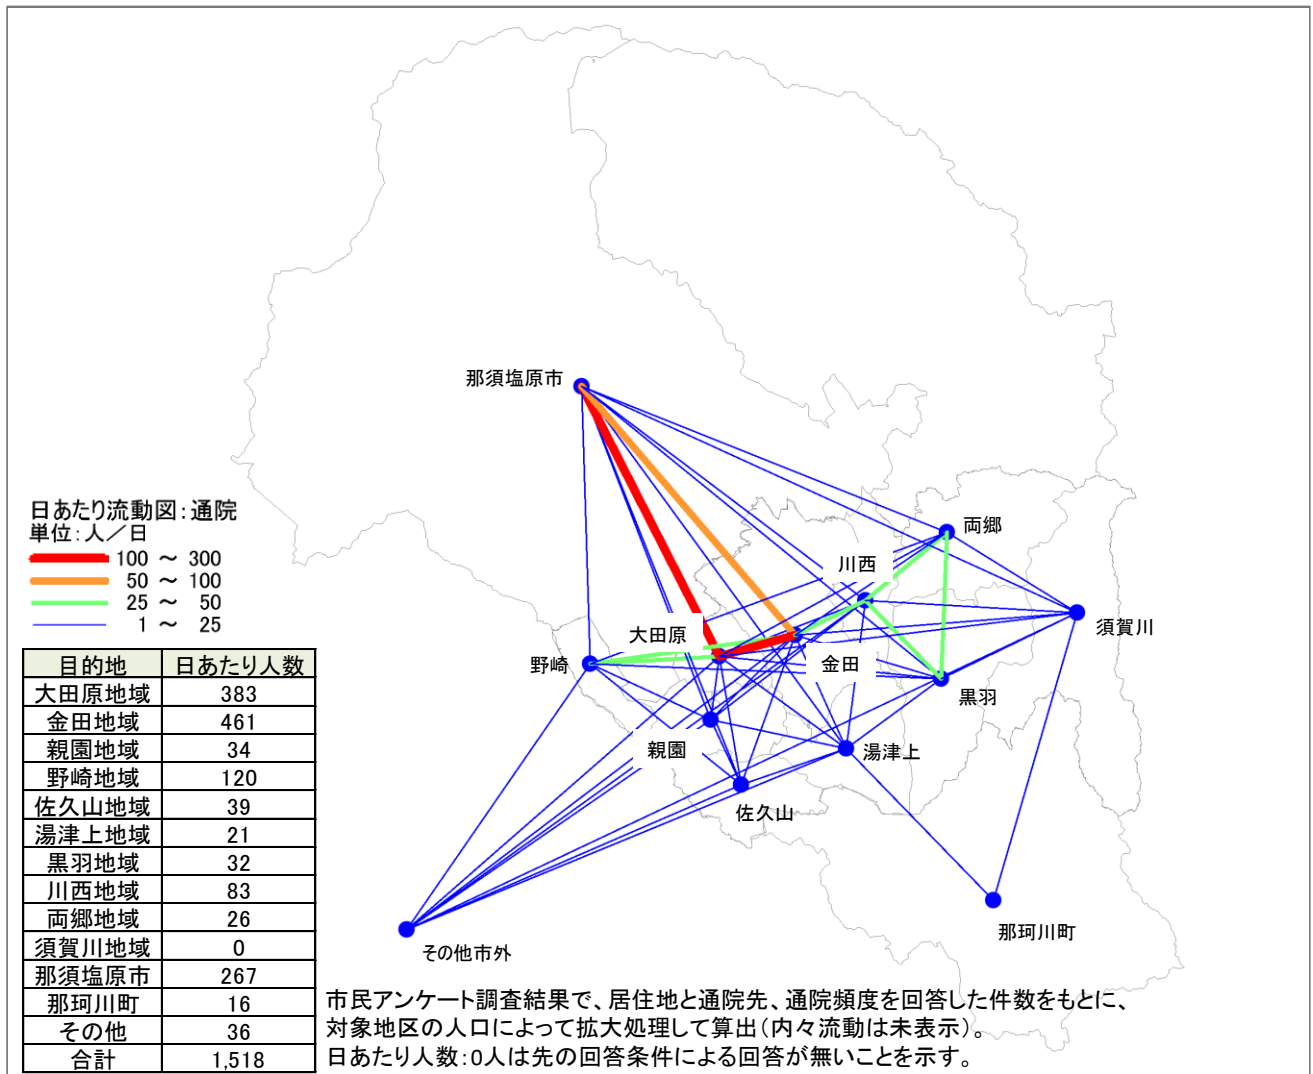 那須塩原市
両郷
川西
須賀川
大田原
野崎
金田
黒羽
親園
湯津上
佐久山
那珂川町
その他市外
日あたり流動図：通院
単位：人／日
100 ～ 300
50 ～ 100
25 ～ 50
1 ～ 25
目的地 日あたり人数
大田原地域 383
金田地域 461
親園地域 34
野崎地域 120
佐久山地域 39
湯津上地域 21
黒羽地域 32
川西地域 83
両郷地域 26
須賀川地域 0
那須塩原市 267
那珂川町 16
その他 36
合計 1,518
市民アンケート調査結果で、居住地と通院先、通院頻度を回答した件数をもとに、
対象地区の人口によって拡大処理して算出（内々流動は未表示）。
日あたり人数：0人は先の回答条件による回答が無いことを示す。